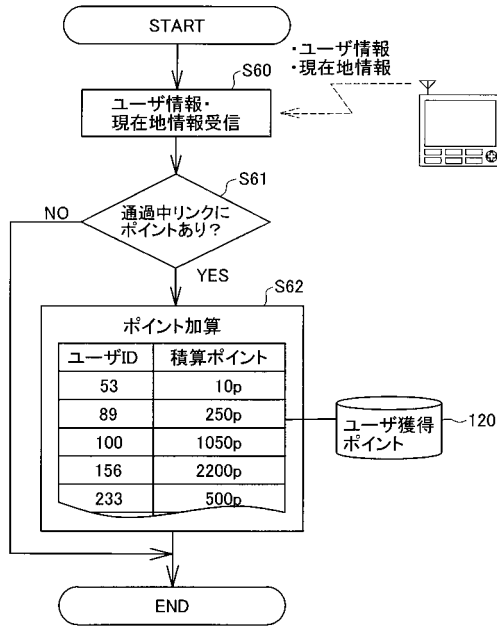 START
・ユーザ情報
・現在地情報
S60
ユーザ情報・
現在地情報受信
S61
NO
通過中リンクに
ポイントあり?
YES
S62
ポイント加算
ユーザID 積算ポイント
53 10p
89 250p
100 1050p
156 2200p
233 500p
ユーザ獲得
ポイント
120
END